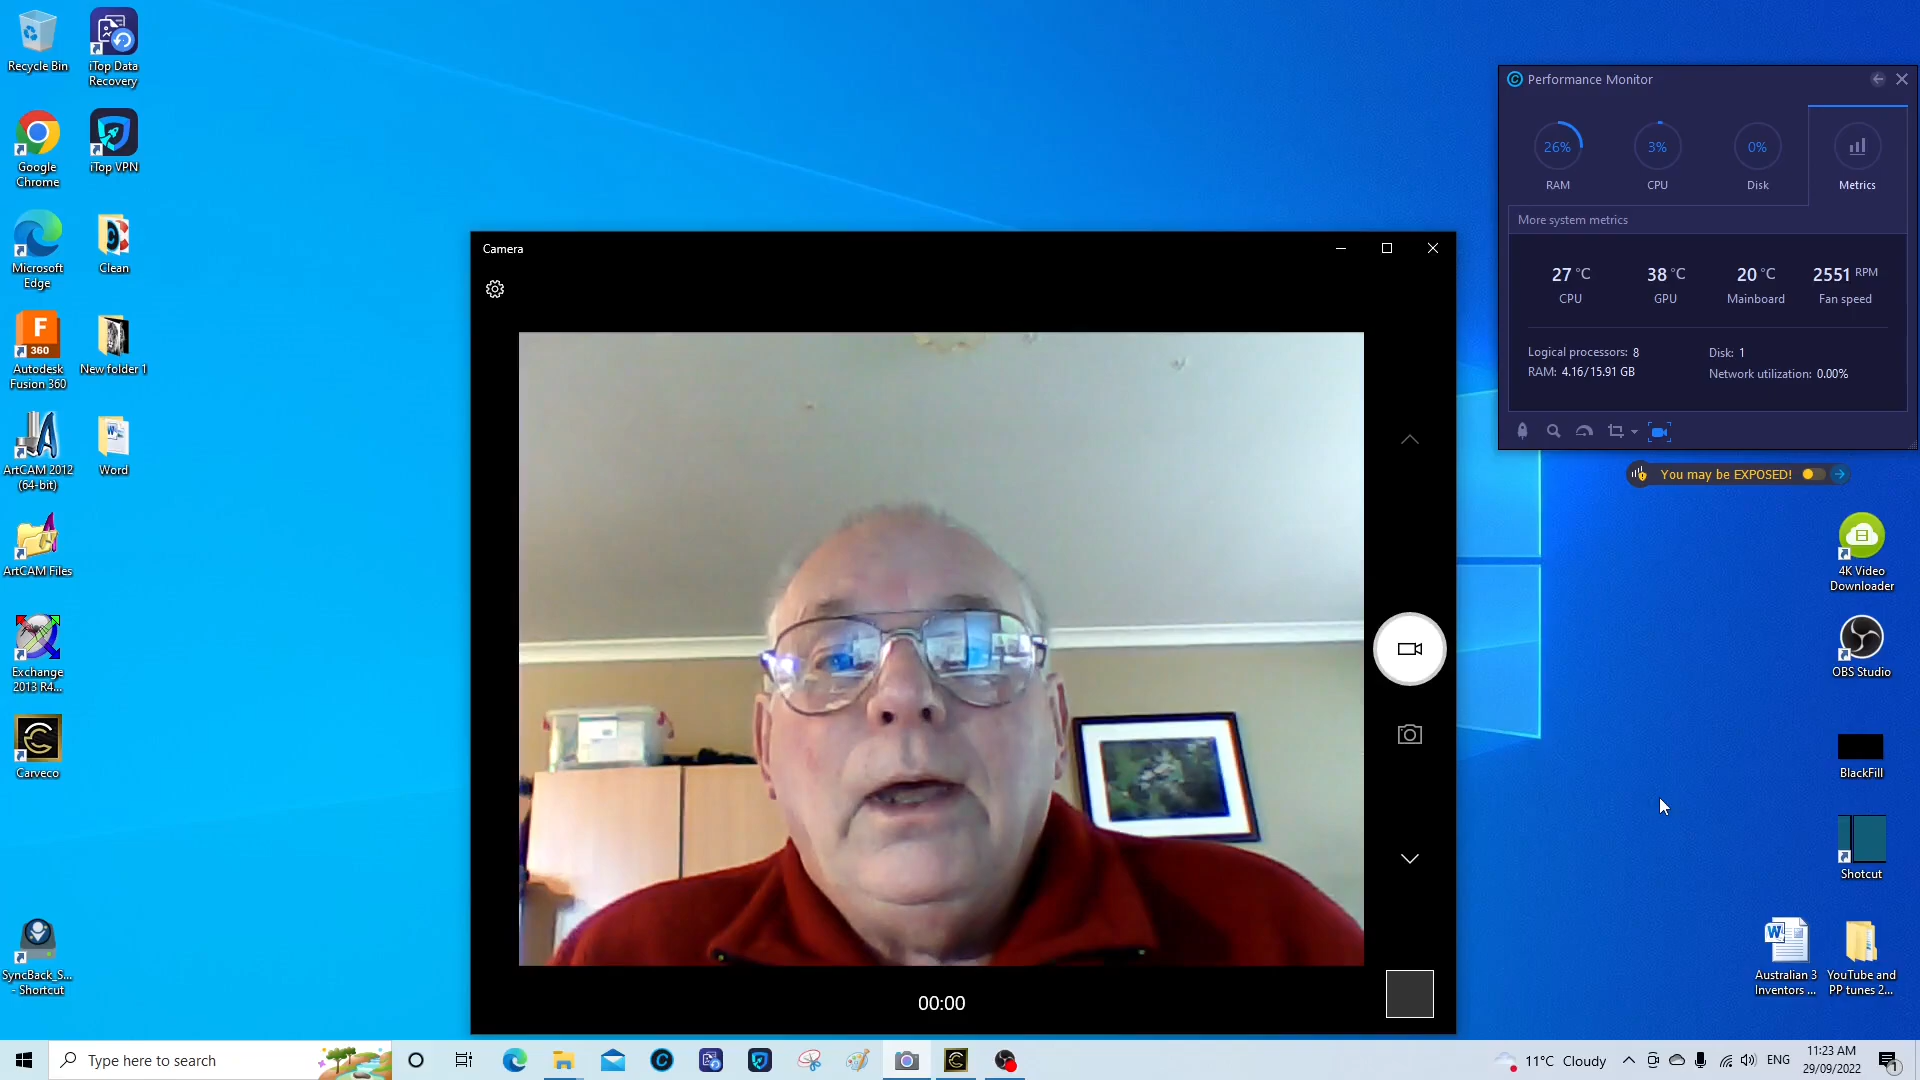 Recycle Bin
iTop Data
Recovery
Google
Chrome
iTop VPN
Microsoft
Edge
Clean
F
360
Autodesk
Fusion 360
New folder 1
ArtCAM 2012
(64-bit)
Word
ArtCAM Files
Exchange
2013 R4...
Carveco
SyncBack_S...
- Shortcut
Camera
00:00
Performance Monitor
26%
3%
0%
RAM
CPU
Disk
Metrics
More system metrics
27 °C
38 °C
20 °C
2551 RPM
CPU
GPU
Mainboard
Fan speed
Logical processors: 8
Disk: 1
RAM: 4.16/15.91 GB
Network utilization: 0.00%
You may be EXPOSED!
4K Video
Downloader
OBS Studio
BlackFill
Shotcut
Australian 3
Inventors ...
YouTube and
PP tunes 2...
Type here to search
11°C Cloudy
ENG
11:23 AM
29/09/2022
1